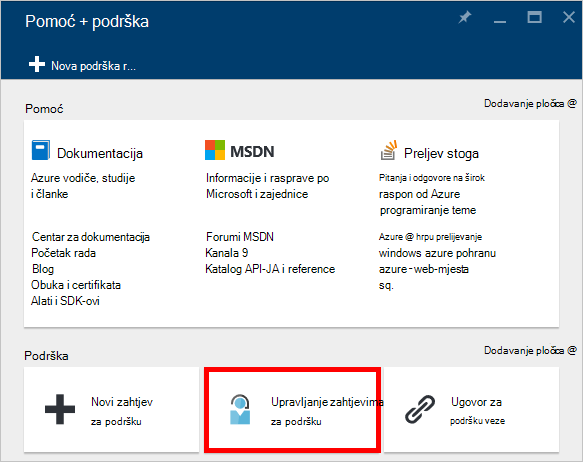 Pomoć + podrška
Nova podrška r...
Pomoć
Dodavanje pločica @
Dokumentacija
Azure vodiče, studije
i članke
Centar za dokumentacija
Početak rada
Blog
Obuka i certifikata
Alati i SDK-ovi
MSDN
Informacije i rasprave po
Microsoft i zajednice
Forumi MSDN
Kanala 9
Katalog API-JA i reference
Preljev stoga
Pitanja i odgovore na širok
raspon od Azure
programiranje teme
Azure @ hrpu prelijevanje
windows azure pohranu
azure-web-mjesta
sq.
Podrška
Dodavanje pločica @
Novi zahtjev
za podršku
Upravljanje zahtjevima
za podršku
Ugovor za
podršku veze